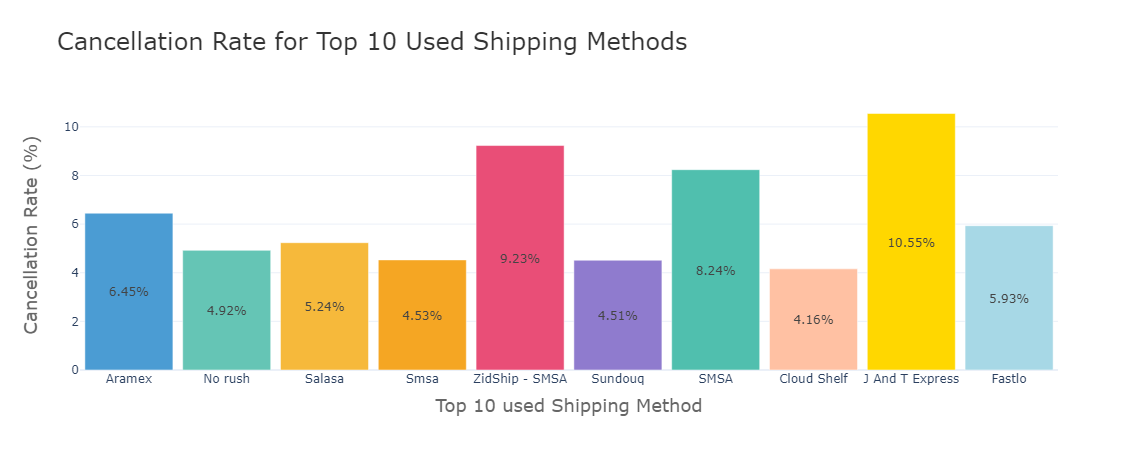 Cancellation Rate for Top 10 Used Shipping Methods
Cancellation Rate (%)
10
8
6
4
2
0
6.45%
4.92%
5.24%
4.53%
9.23%
4.51%
8.24%
4.16%
10.55%
5.93%
Aramex
No rush
Salasa
Smsa
ZidShip - SMSA
Sundouq
SMSA
Cloud Shelf
J And T Express
Fastlo
Top 10 used Shipping Method